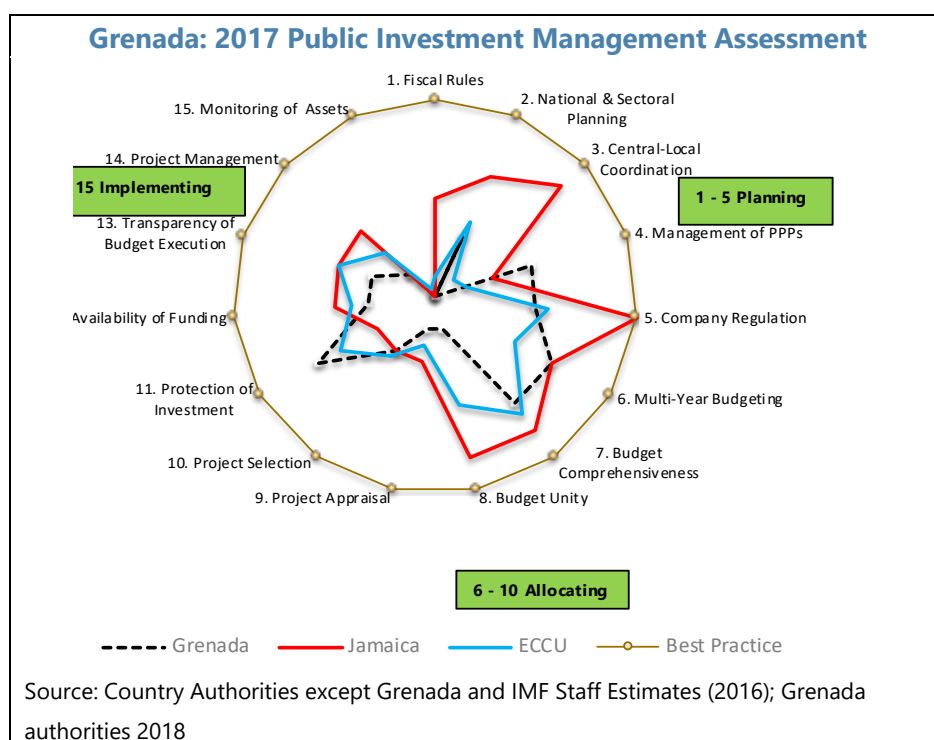 Grenada: 2017 Public Investment Management Assessment
1. Fiscal Rules
2. National & Sectoral
Planning
3. Central-Local
Coordination
1 - 5 Planning
4. Management of PPPs
5. Company Regulation
6. Multi-Year Budgeting
7. Budget
Comprehensiveness
8. Budget Unity
9. Project Appraisal
10. Project Selection
11. Protection of
Investment
Availability of Funding
13. Transparency of
Budget Execution
15 Implementing
14. Project Management
15. Monitoring of Assets
6 - 10 Allocating
Grenada
Jamaica
ECCU
Best Practice
Source: Country Authorities except Grenada and IMF Staff Estimates (2016); Grenada
authorities 2018